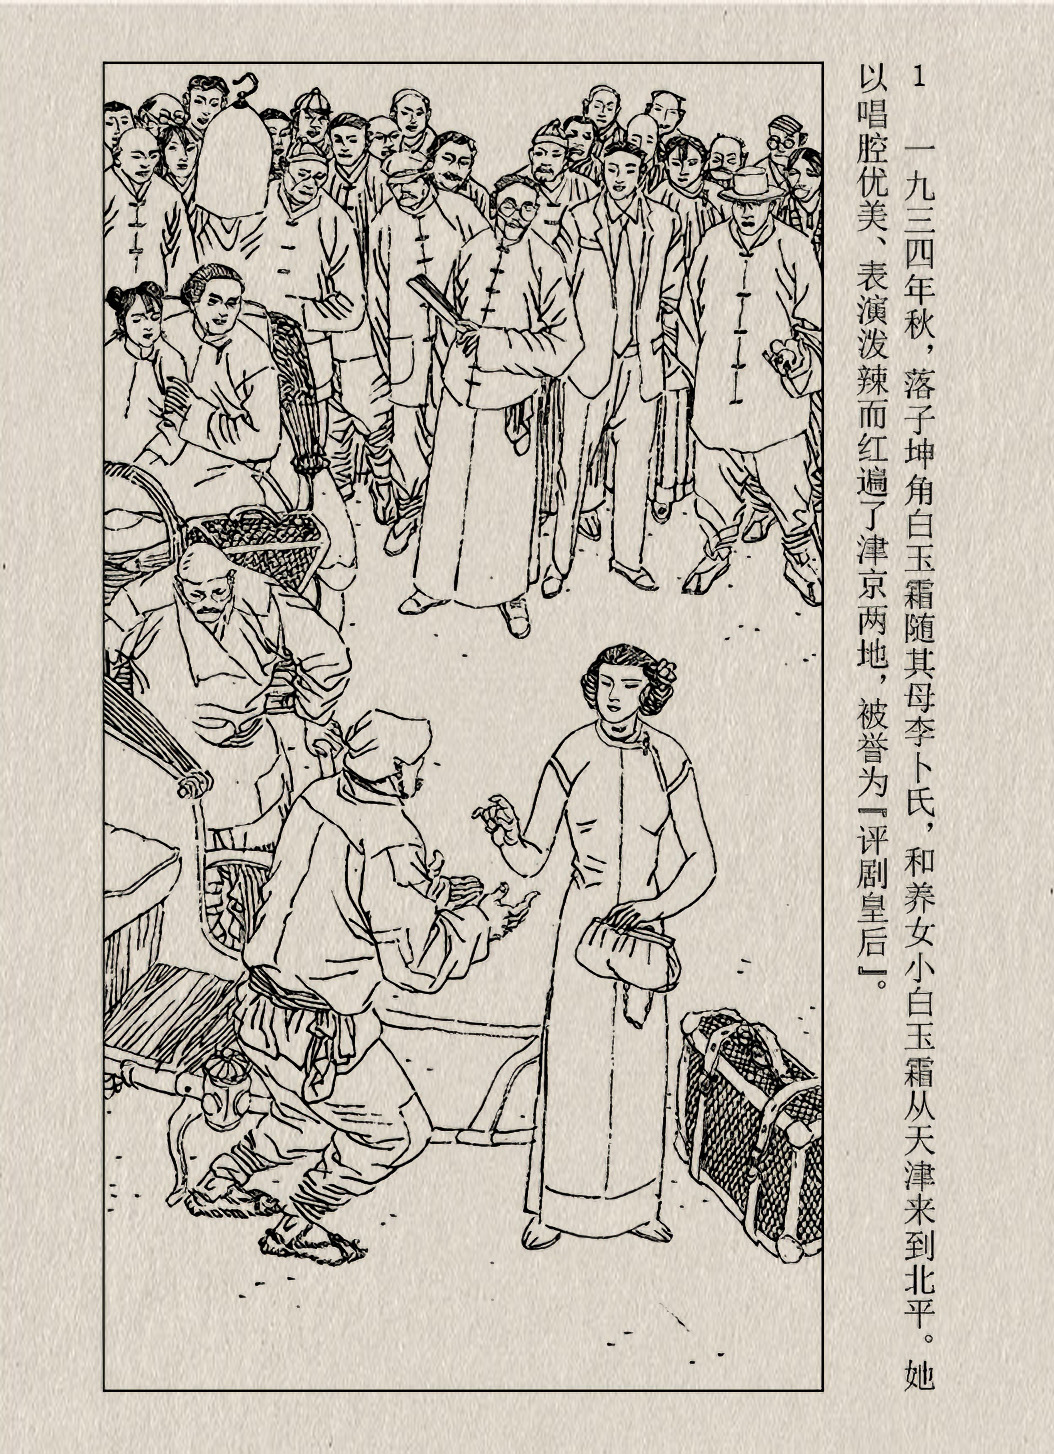 1 一九三四年秋，落子坤角白玉霜随其母李卜氏，和养女小白玉霜从天津来到北平。她
以唱腔优美、表演泼辣而红遍了津京两地，被誉为『评剧皇后』。